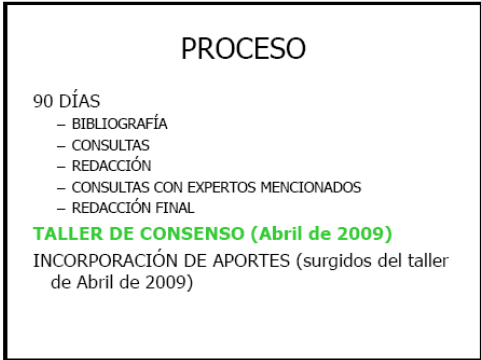 PROCESO
90 DÍAS
– BIBLIOGRAFÍA
– CONSULTAS
– REDACCIÓN
– CONSULTAS CON EXPERTOS MENCIONADOS
– REDACCIÓN FINAL
TALLER DE CONSENSO (Abril de 2009)
INCORPORACIÓN DE APORTES (surgidos del taller
de Abril de 2009)